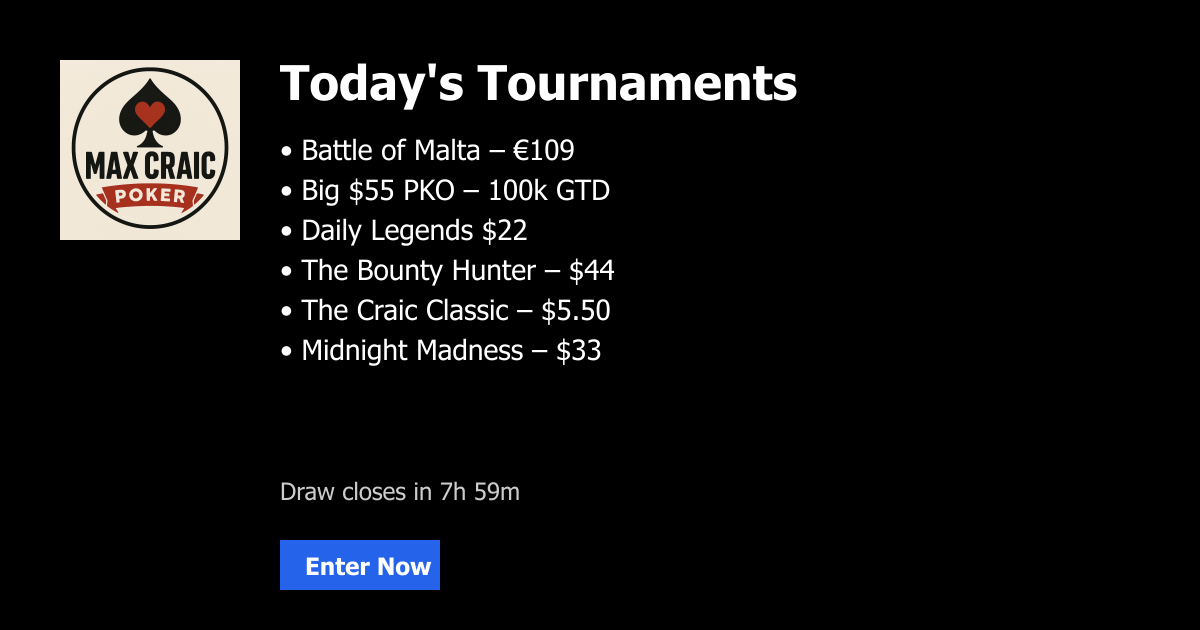 MAX CRAIC
POKER
Today's Tournaments
• Battle of Malta – €109
• Big $55 PKO – 100k GTD
• Daily Legends $22
• The Bounty Hunter – $44
• The Craic Classic – $5.50
• Midnight Madness – $33
Draw closes in 7h 59m
Enter Now